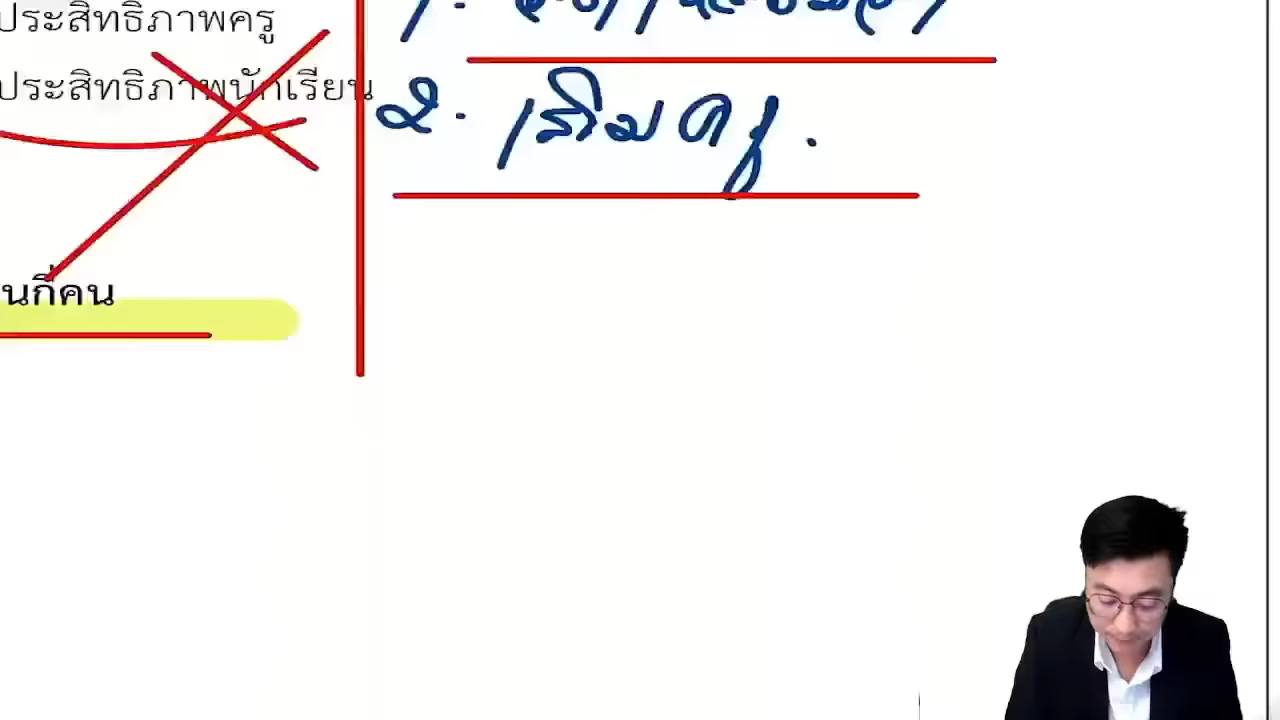 ประสิทธิภาพครู
ประสิทธิภาพนักเรียน
นกี่คน
2. เติมครู.